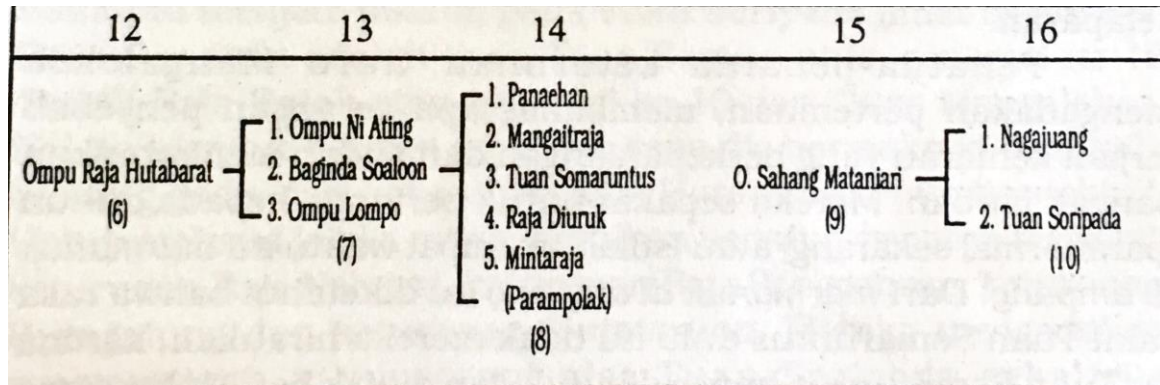 12 13 14 15 16
1. Panaehan
1. Ompu Ni Ating 2. Mangaitraja 1. Nagajuang
Ompu Raja Hutabarat 2. Baginda Soaloon 3. Tuan Somaruntus O. Sahang Mataniari
(6) 3. Ompu Lompo 4. Raja Diuruk (9) 2. Tuan Soripada
(7) 5. Mintaraja (10)
(Parampolak)
(8)